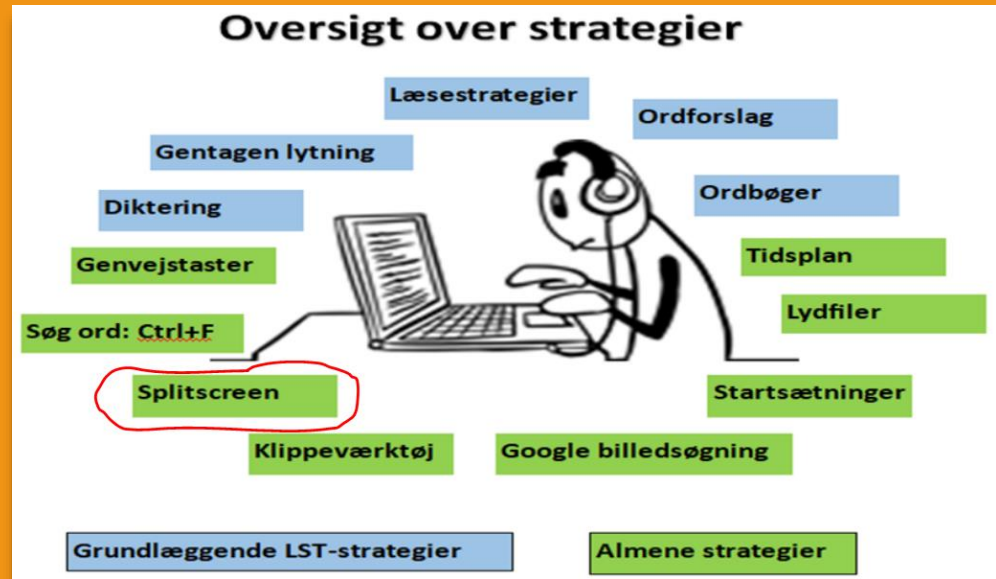 Oversigt over strategier
Læsestrategier
Ordforslag
Gentagen lytning
Ordbøger
Diktering
Tidsplan
Genvejstaster
Lydfiler
Søg ord: Ctrl+F
Splitscreen
Startsætninger
Klippeværktøj
Google billedsøgning
Grundlæggende LST-strategier
Almene strategier